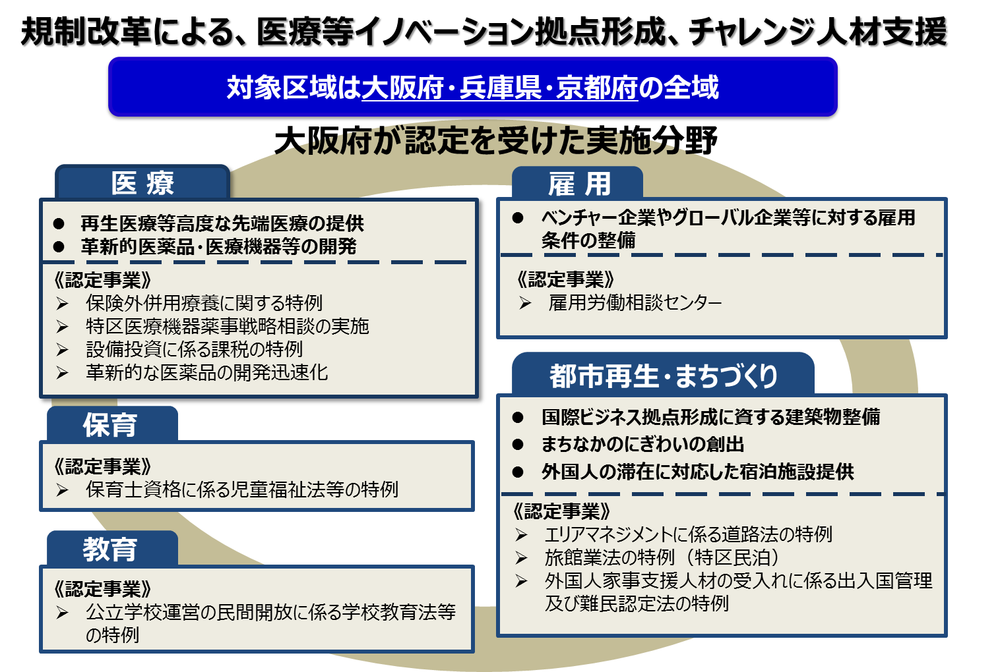 規制改革による、医療等イノベーション拠点形成、チャレンジ人材支援
対象区域は大阪府・兵庫県・京都府の全域
大阪府が認定を受けた実施分野
医 療
● 再生医療等高度な先端医療の提供
● 革新的医薬品・医療機器等の開発
《認定事業》
➢ 保険外併用療養に関する特例
➢ 特区医療機器薬事戦略相談の実施
➢ 設備投資に係る課税の特例
➢ 革新的な医薬品の開発迅速化
保育
《認定事業》
➢ 保育士資格に係る児童福祉法等の特例
教育
《認定事業》
➢ 公立学校運営の民間開放に係る学校教育法等
の特例
雇 用
● ベンチャー企業やグローバル企業等に対する雇用
条件の整備
《認定事業》
➢ 雇用労働相談センター
都市再生・まちづくり
● 国際ビジネス拠点形成に資する建築物整備
● まちなかのにぎわいの創出
● 外国人の滞在に対応した宿泊施設提供
《認定事業》
➢ エリアマネジメントに係る道路法の特例
➢ 旅館業法の特例（特区民泊）
➢ 外国人家事支援人材の受入れに係る出入国管理
及び難民認定法の特例